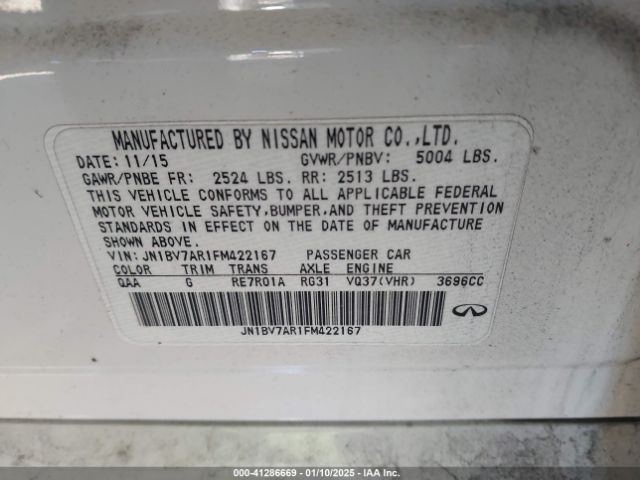 MANUFACTURED BY NISSAN MOTOR CO.,LTD.
DATE: 11/15 GVWR/PNBV: 5004 LBS.
GAWR/PNBE FR: 2524 LBS. RR: 2513 LBS.
THIS VEHICLE CONFORMS TO ALL APPLICABLE FEDERAL
MOTOR VEHICLE SAFETY,BUMPER,AND THEFT PREVENTION
STANDARDS IN EFFECT ON THE DATE OF MANUFACTURE
SHOWN ABOVE.
VIN: JN1BV7AR1FM422167 PASSENGER CAR
COLOR TRIM TRANS AXLE ENGINE
QAA G RE7R01A RG31 VQ37(VHR) 3696CC
JN1BV7AR1FM422167
000-41286669 - 01/10/2025 - IAA Inc.